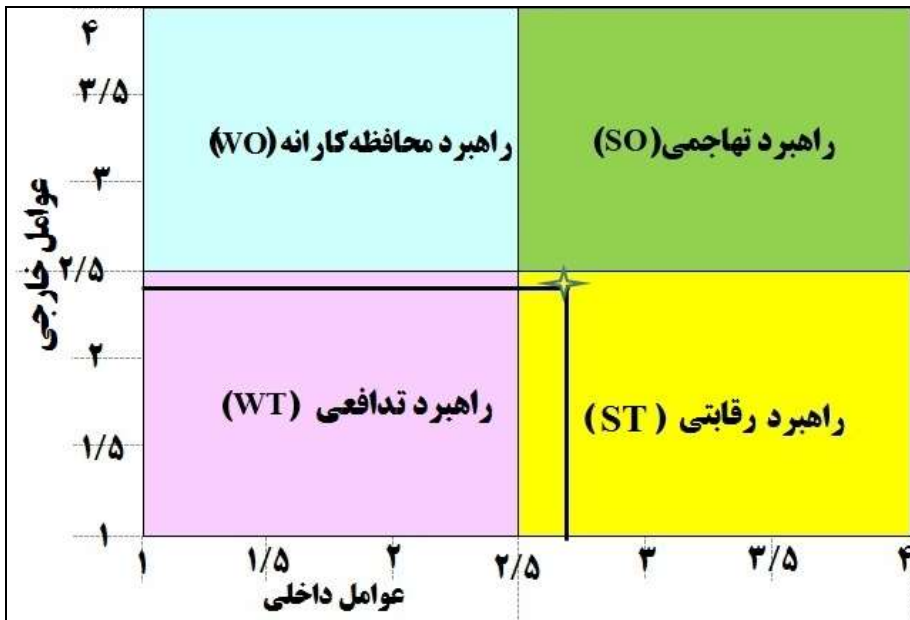 ۴
۳/۵
راهبرد تهاجمی(SO)
راهبرد محافظه‌کارانه (WO)
۳
عوامل خارجی
۲/۵
۲
راهبرد رقابتی (ST)
راهبرد تدافعی (WT)
۱/۵
۱
۱ ۱/۵ ۲ ۲/۵ ۳ ۳/۵ ۴
عوامل داخلی